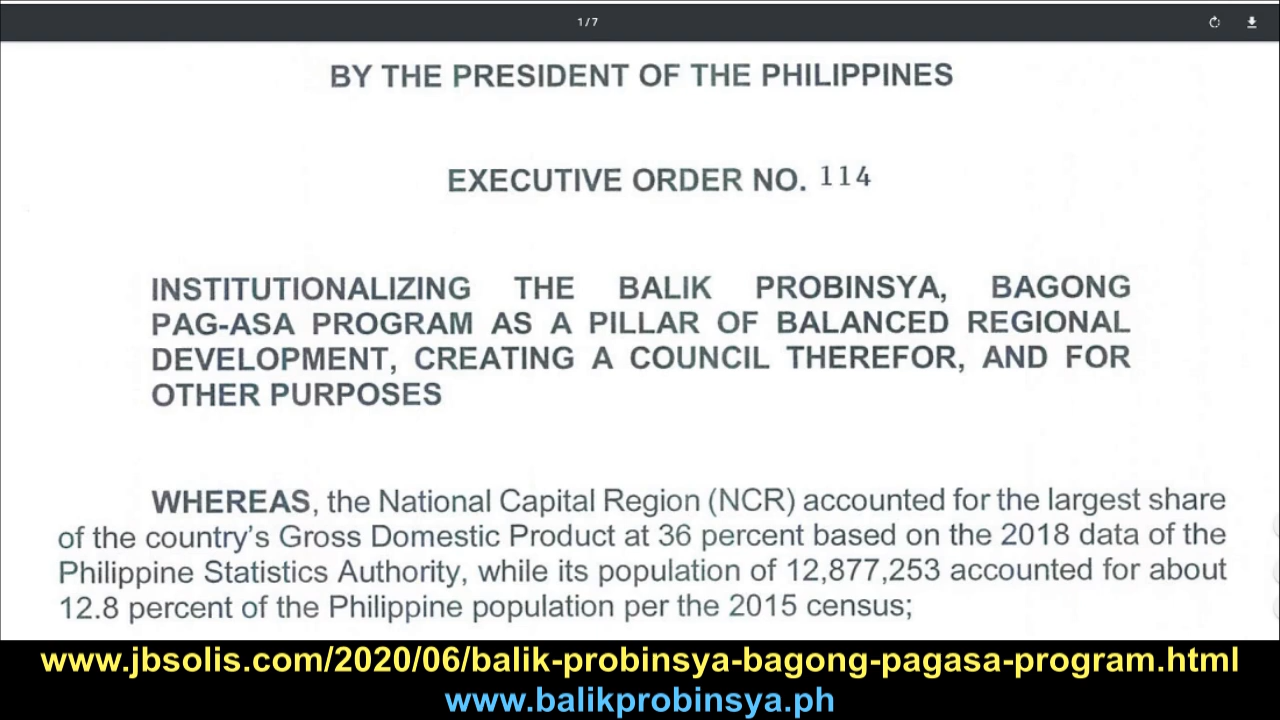 1/7
BY THE PRESIDENT OF THE PHILIPPINES
EXECUTIVE ORDER NO. 114
INSTITUTIONALIZING THE BALIK PROBINSYA, BAGONG
PAG-ASA PROGRAM AS A PILLAR OF BALANCED REGIONAL
DEVELOPMENT, CREATING A COUNCIL THEREFOR, AND FOR
OTHER PURPOSES
WHEREAS, the National Capital Region (NCR) accounted for the largest share
of the country's Gross Domestic Product at 36 percent based on the 2018 data of the
Philippine Statistics Authority, while its population of 12,877,253 accounted for about
12.8 percent of the Philippine population per the 2015 census;
www.jbsolis.com/2020/06/balik-probinsya-bagong-pagasa-program.html
www.balikprobinsya.ph